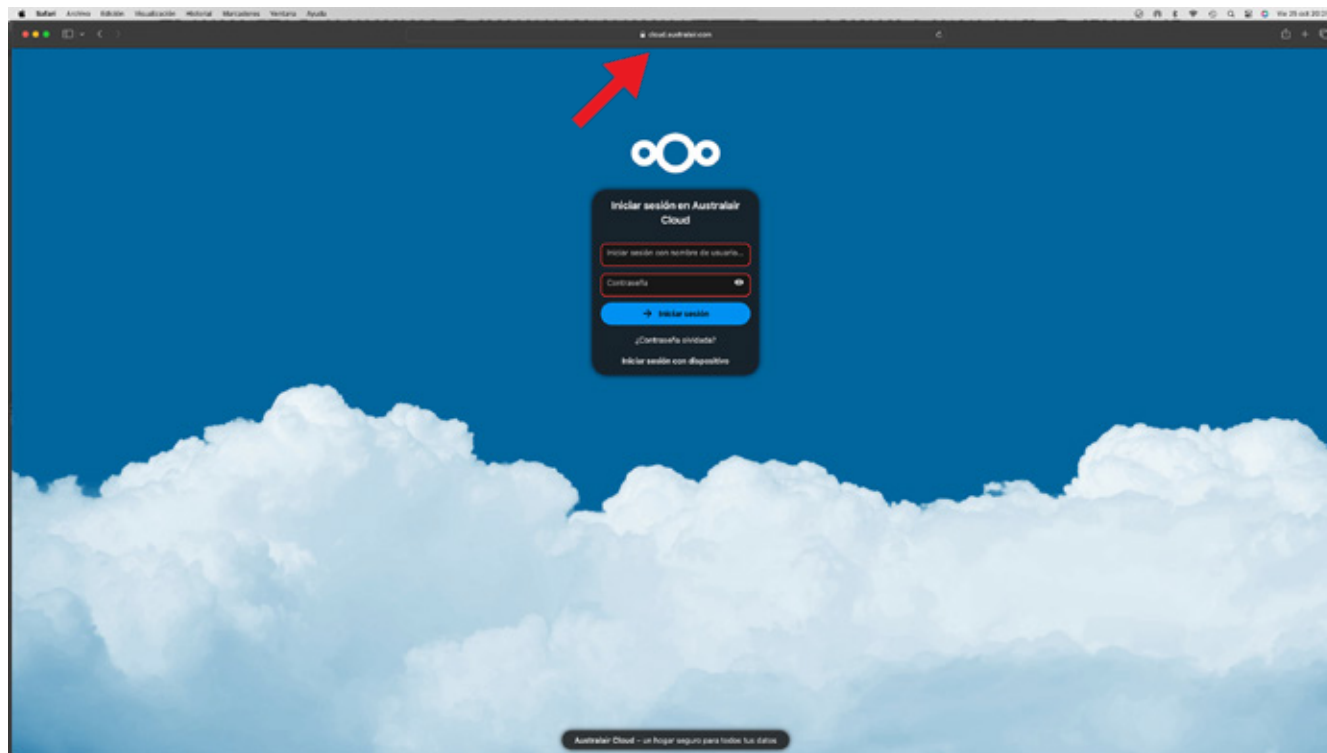 Safari Archivo Edición Visualización Historial Marcadores Ventana Ayuda
cloud.australair.com
Iniciar sesión en Australair
Cloud
Iniciar sesión con nombre de usuario...
Contraseña
Iniciar sesión
¿Contraseña olvidada?
Iniciar sesión con dispositivo
Australair Cloud – un hogar seguro para todos tus datos